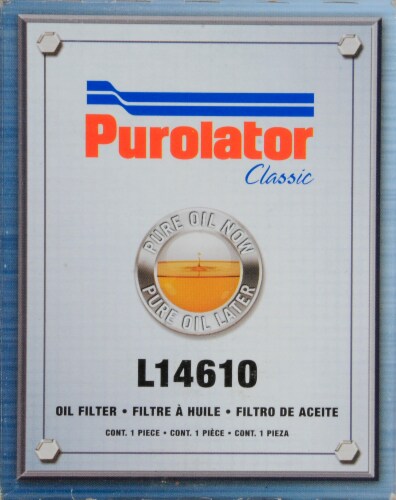 Purolator
Classic
PURE OIL NOW
PURE OIL LATER
L14610
OIL FILTER • FILTRE À HUILE • FILTRO DE ACEITE
CONT. 1 PIECE • CONT. 1 PIÈCE • CONT. 1 PIEZA